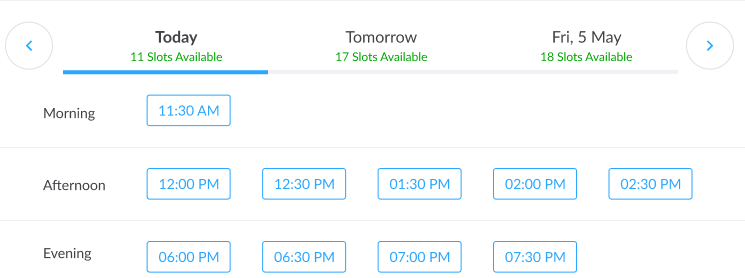 Today Tomorrow Fri, 5 May
11 Slots Available 17 Slots Available 18 Slots Available
Morning 11:30 AM
Afternoon 12:00 PM 12:30 PM 01:30 PM 02:00 PM 02:30 PM
Evening 06:00 PM 06:30 PM 07:00 PM 07:30 PM